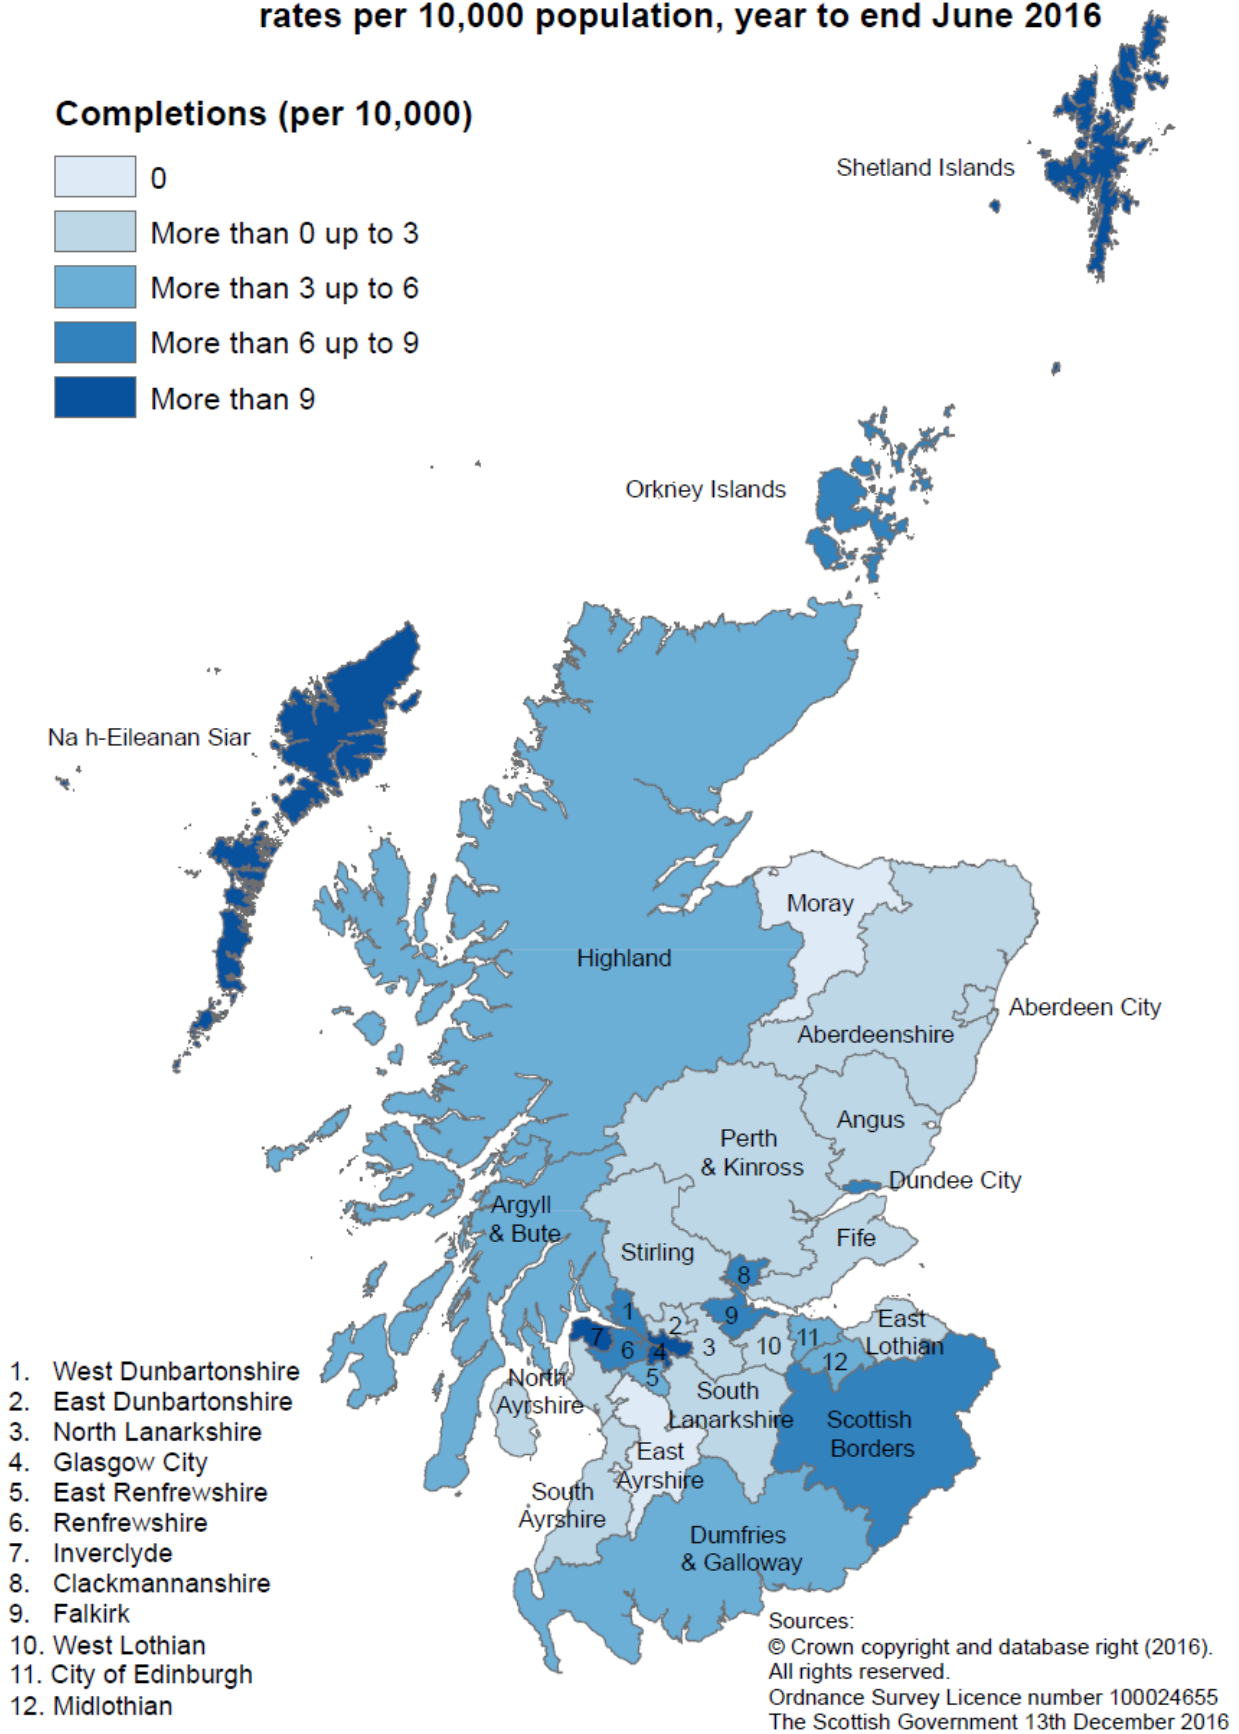 rates per 10,000 population, year to end June 2016
Completions (per 10,000)
0
More than 0 up to 3
More than 3 up to 6
More than 6 up to 9
More than 9
Shetland Islands
Orkney Islands
Na h-Eileanan Siar
Moray
Highland
Aberdeen City
Aberdeenshire
Angus
Perth
& Kinross
Dundee City
Argyll
& Bute
Fife
Stirling
8
1
9
2
East
Lothian
7
6
4
3
10
11
12
5
North
Ayrshire
South
Lanarkshire
Scottish
Borders
East
Ayrshire
South
Ayrshire
Dumfries
& Galloway
1. West Dunbartonshire
2. East Dunbartonshire
3. North Lanarkshire
4. Glasgow City
5. East Renfrewshire
6. Renfrewshire
7. Inverclyde
8. Clackmannanshire
9. Falkirk
10. West Lothian
11. City of Edinburgh
12. Midlothian
Sources:
© Crown copyright and database right (2016).
All rights reserved.
Ordnance Survey Licence number 100024655
The Scottish Government 13th December 2016